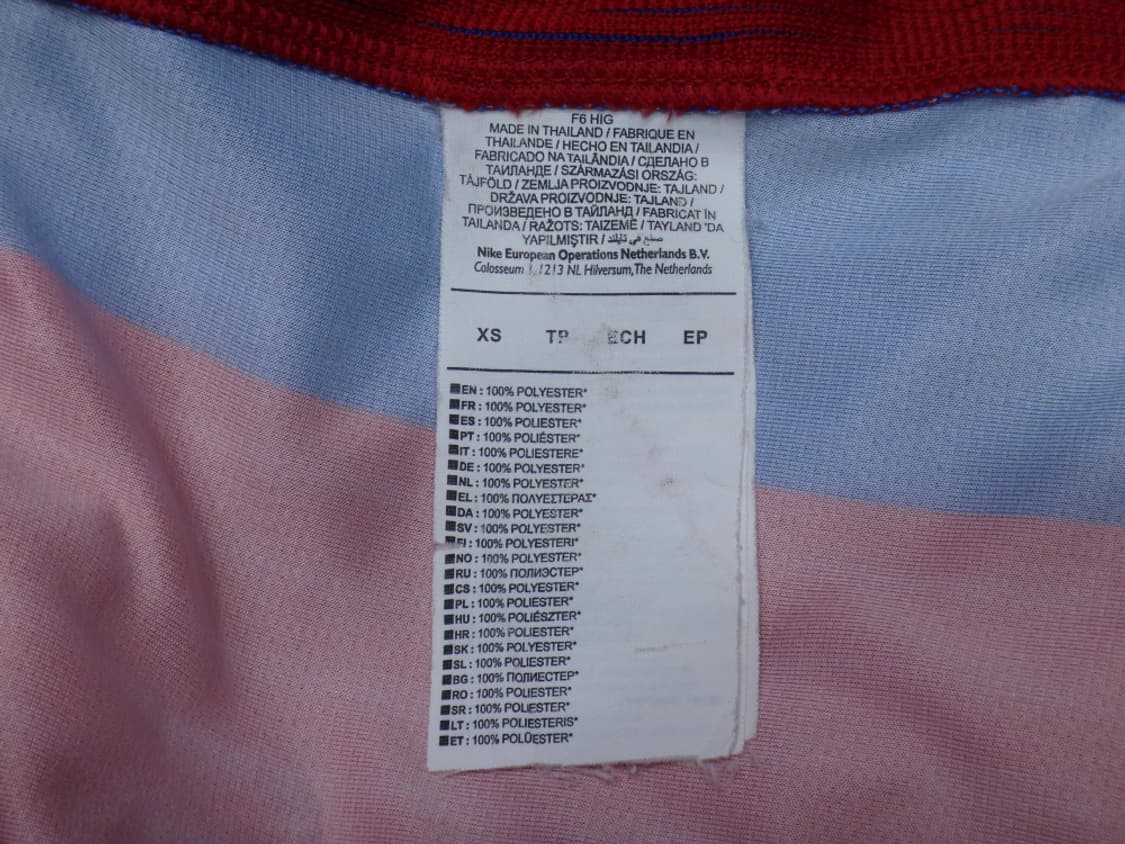 F6 HIG
MADE IN THAILAND / FABRIQUE EN
THAILANDE / HECHO EN TAILANDIA /
FABRICADO NA TAILÂNDIA / СДЕЛАНО В
ТАИЛАНДЕ / SZÁRMAZÁSI ORSZÁG:
TÁJFÖLD / ZEMLJA PROIZVODNJE: TAJLAND /
DRŽAVA PROIZVODNJE: TAJLAND /
ПРОИЗВЕДЕНО В ТАЙЛАНД / FABRICAT ÎN
TAILANDA / RAŽOTS: TAIZEMĒ / TAYLAND 'DA
YAPILMIŞTIR / صنع في تايلاند
Nike European Operations Netherlands B.V.
Colosseum 1, 1213 NL Hilversum, The Netherlands
XS TP ECH EP
EN : 100% POLYESTER*
FR : 100% POLYESTER*
ES : 100% POLIESTER*
PT : 100% POLIÉSTER*
IT : 100% POLIESTERE*
DE : 100% POLYESTER*
NL : 100% POLYESTER*
EL : 100% ΠΟΛΥΕΣΤΕΡΑΣ*
DA : 100% POLYESTER*
SV : 100% POLYESTER*
FI : 100% POLYESTERI*
NO : 100% POLYESTER*
RU : 100% ПОЛИЭСТЕР*
CS : 100% POLYESTER*
PL : 100% POLIESTER*
HU : 100% POLIÉSZTER*
HR : 100% POLIESTER*
SK : 100% POLYESTER*
SL : 100% POLIESTER*
BG : 100% ПОЛИЕСТЕР*
RO : 100% POLIESTER*
SR : 100% POLIESTER*
LT : 100% POLIESTERIS*
ET : 100% POLÜESTER*